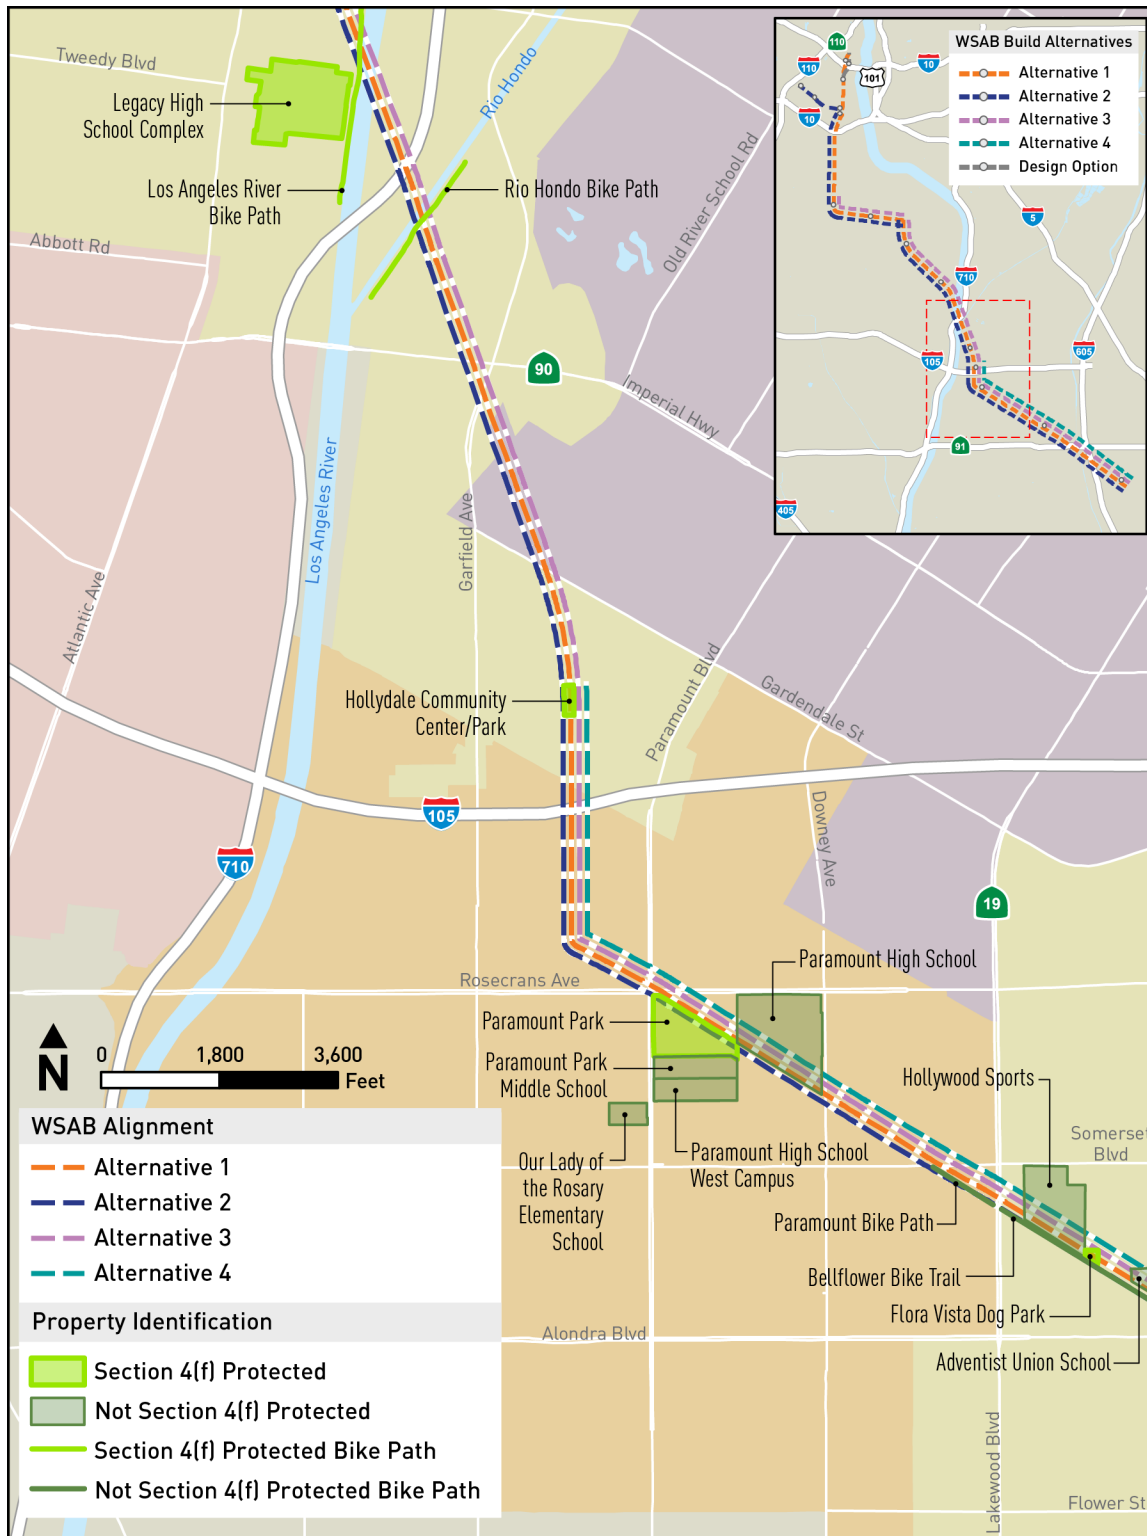 Tweedy Blvd
Legacy High
School Complex
Los Angeles River
Bike Path
Abbott Rd
Rio Hondo
Rio Hondo Bike Path
Old River School Rd
90
Imperial Hwy
Los Angeles River
Garfield Ave
Atlantic Ave
WSAB Build Alternatives
Alternative 1
Alternative 2
Alternative 3
Alternative 4
Design Option
110
110
10
101
10
5
710
105
605
91
405
Hollydale Community
Center/Park
Paramount Blvd
Gardendale St
105
710
Downey Ave
19
Rosecrans Ave
Paramount High School
Paramount Park
Paramount Park
Middle School
Hollywood Sports
Paramount High School
West Campus
Our Lady of
the Rosary
Elementary
School
Somerset
Blvd
Paramount Bike Path
Bellflower Bike Trail
Flora Vista Dog Park
Adventist Union School
Alondra Blvd
Lakewood Blvd
Flower St
N
0 1,800 3,600
Feet
WSAB Alignment
Alternative 1
Alternative 2
Alternative 3
Alternative 4
Property Identification
Section 4(f) Protected
Not Section 4(f) Protected
Section 4(f) Protected Bike Path
Not Section 4(f) Protected Bike Path